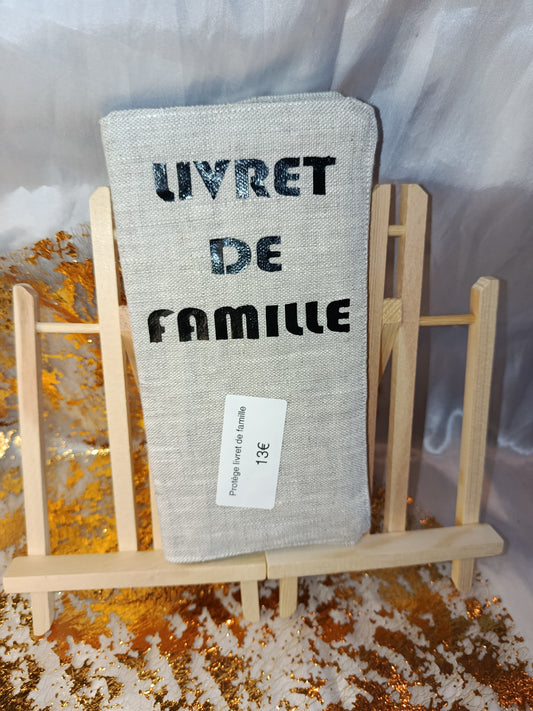 LIVRET
DE
FAMILLE
Protège livret de famille
13€